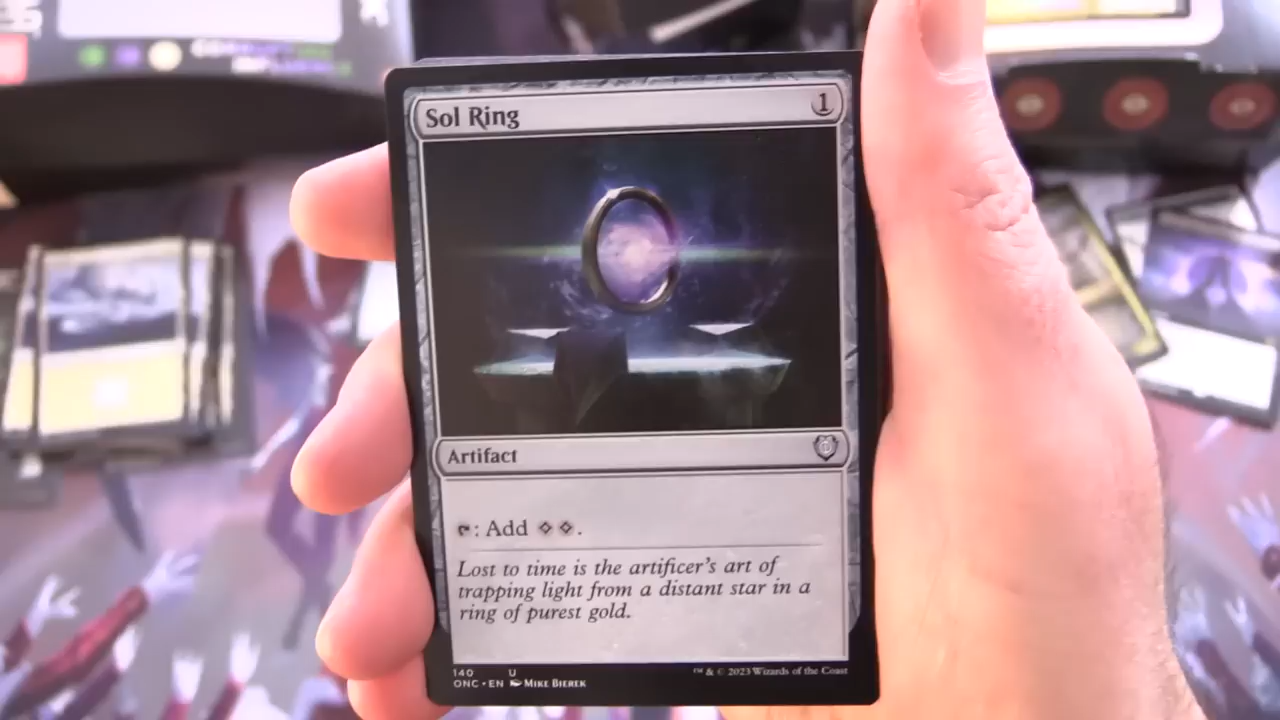 Sol Ring 1
Artifact
: Add .
Lost to time is the artificer's art of
trapping light from a distant star in a
ring of purest gold.
140 U
ONC • EN Mike Bierek
™ & © 2023 Wizards of the Coast